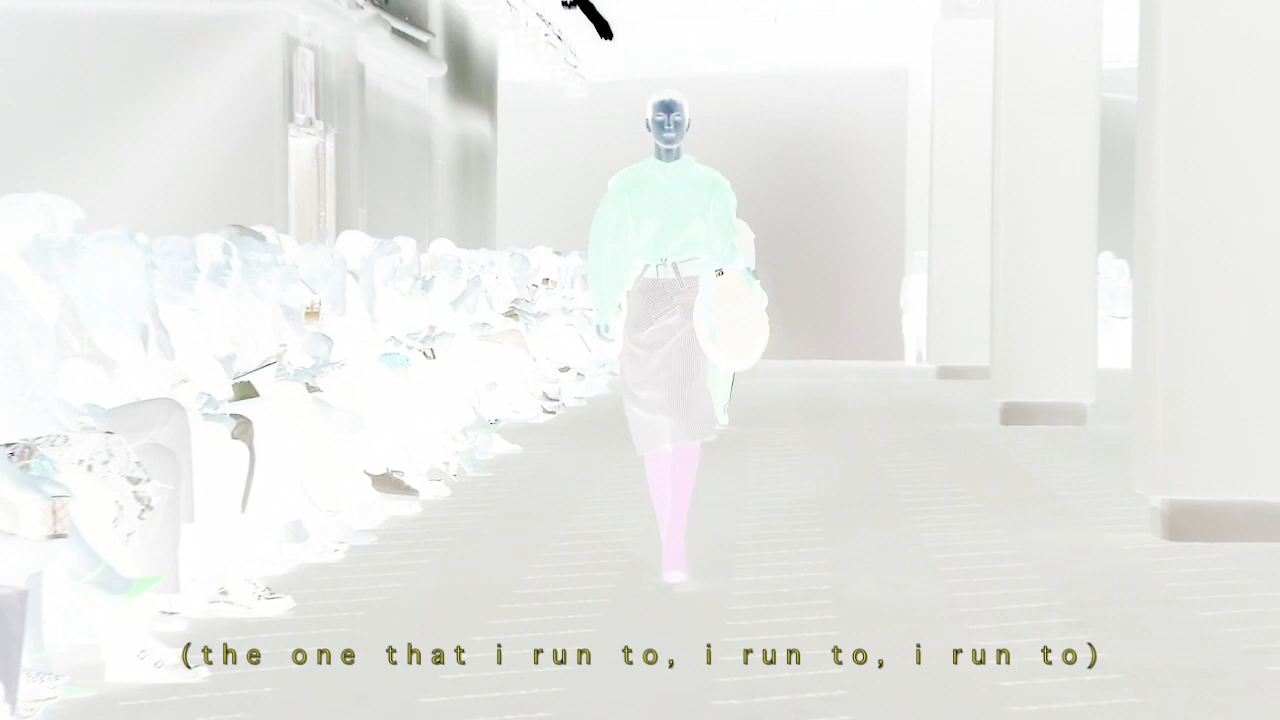 (the one that i run to, i run to, i run to)